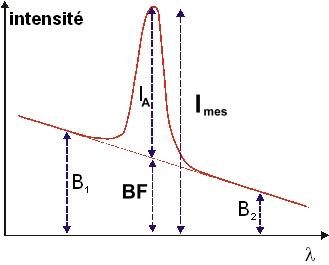 intensité
I_A
I_mes
B_1
BF
B_2
λ